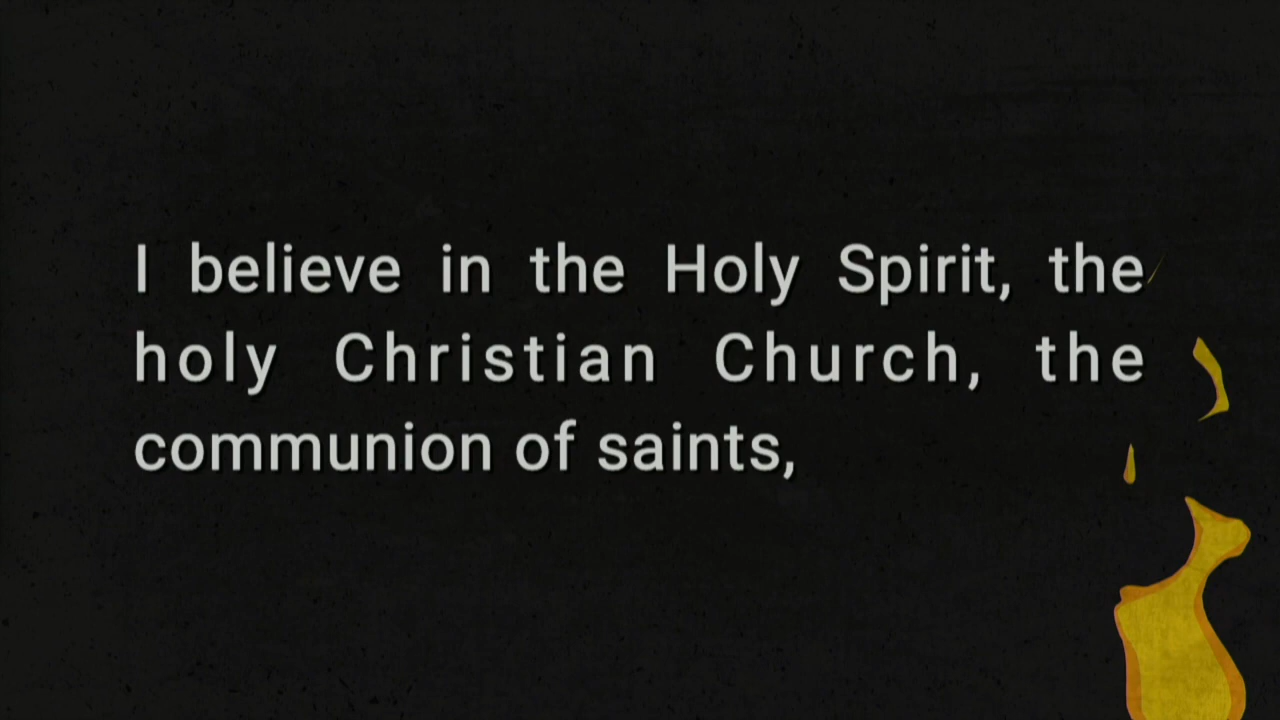 I believe in the Holy Spirit, the
holy Christian Church, the
communion of saints,